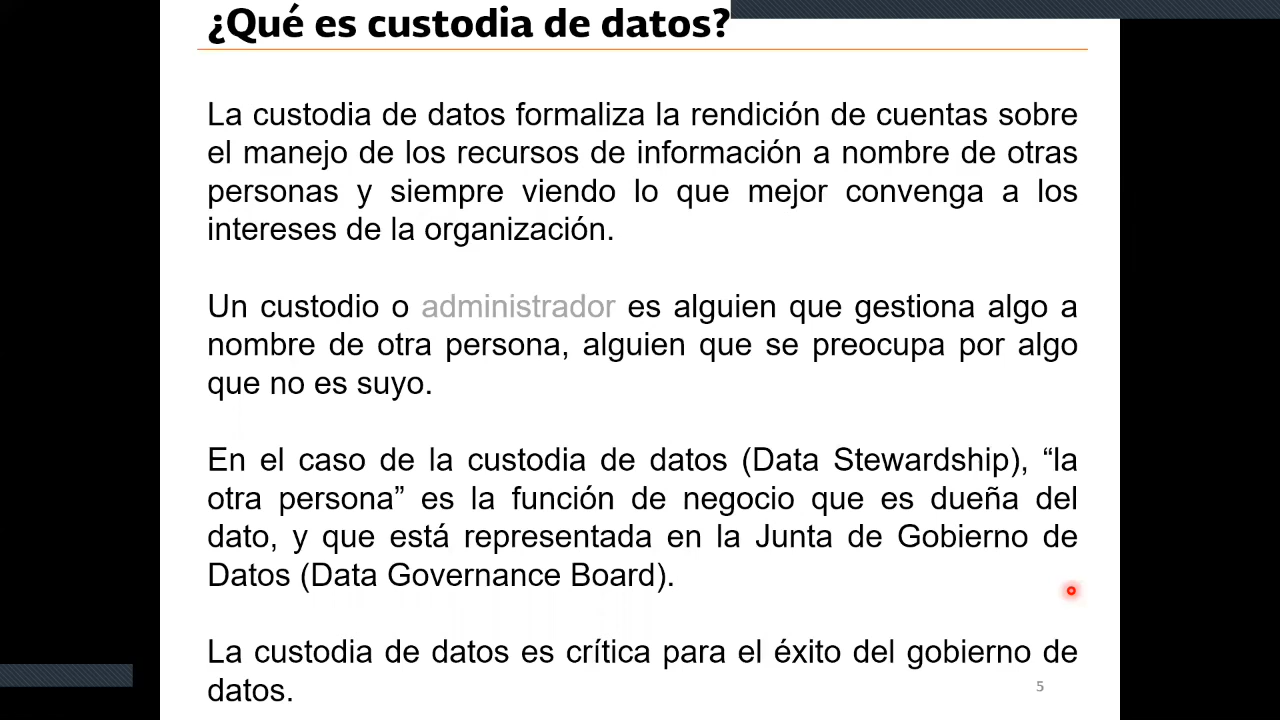 ¿Qué es custodia de datos?
La custodia de datos formaliza la rendición de cuentas sobre
el manejo de los recursos de información a nombre de otras
personas y siempre viendo lo que mejor convenga a los
intereses de la organización.
Un custodio o administrador es alguien que gestiona algo a
nombre de otra persona, alguien que se preocupa por algo
que no es suyo.
En el caso de la custodia de datos (Data Stewardship), “la
otra persona” es la función de negocio que es dueña del
dato, y que está representada en la Junta de Gobierno de
Datos (Data Governance Board).
La custodia de datos es crítica para el éxito del gobierno de
datos.
5